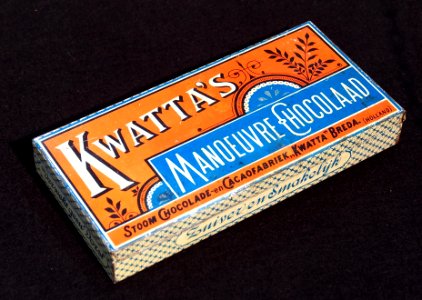 KWATTA'S
MANOEUVRE-CHOCOLAAD
STOOM CHOCOLADE-en CACAOFABRIEK „KWATTA" BREDA. (HOLLAND)
Zuiver en Smakelijk